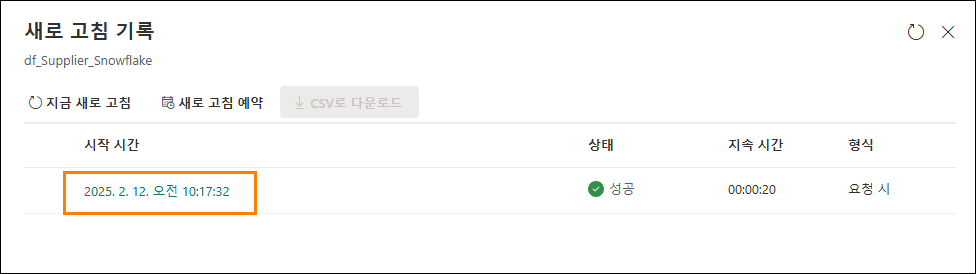 새로 고침 기록
df_Supplier_Snowflake
지금 새로 고침 새로 고침 예약 CSV로 다운로드
시작 시간 상태 지속 시간 형식
2025. 2. 12. 오전 10:17:32 성공 00:00:20 요청 시